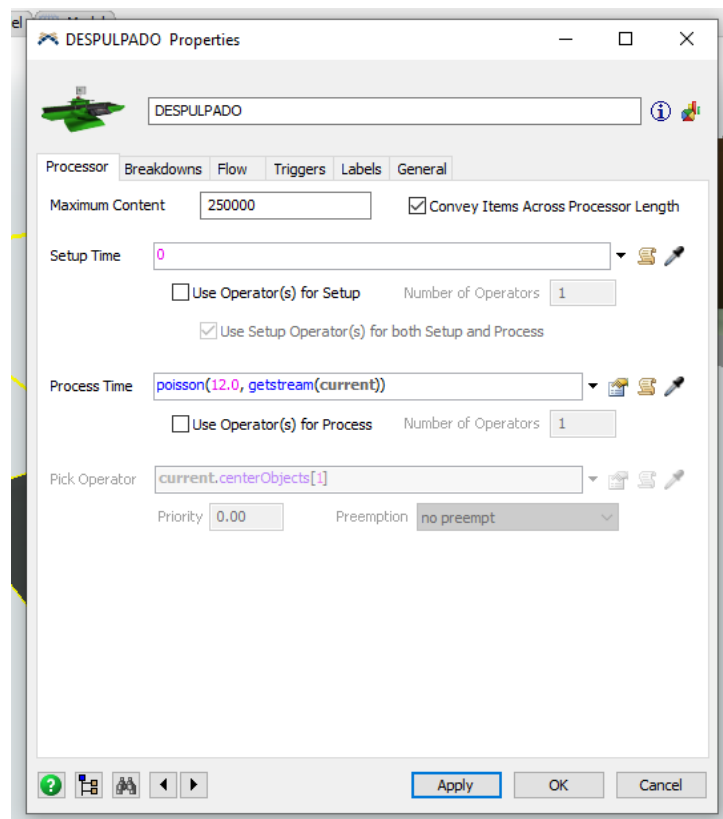 DESPULPADO Properties
DESPULPADO
Processor Breakdowns Flow Triggers Labels General
Maximum Content 250000 Convey Items Across Processor Length
Setup Time 0
Use Operator(s) for Setup Number of Operators 1
Use Setup Operator(s) for both Setup and Process
Process Time poisson(12.0, getstream(current))
Use Operator(s) for Process Number of Operators 1
Pick Operator current.centerObjects[1]
Priority 0.00 Preemption no preempt
Apply OK Cancel